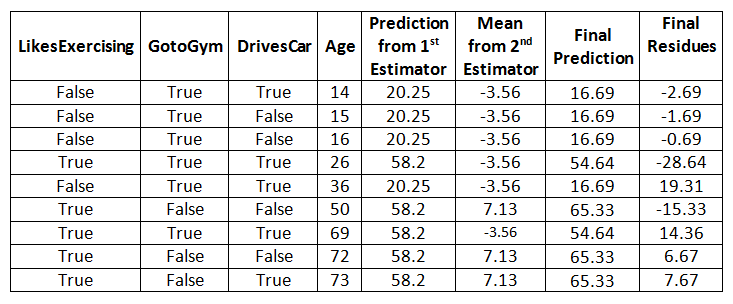 LikesExercising GotoGym DrivesCar Age Prediction from 1st Estimator Mean from 2nd Estimator Final Prediction Final Residues
False True True 14 20.25 -3.56 16.69 -2.69
False True False 15 20.25 -3.56 16.69 -1.69
False True False 16 20.25 -3.56 16.69 -0.69
True True True 26 58.2 -3.56 54.64 -28.64
False True True 36 20.25 -3.56 16.69 19.31
True False False 50 58.2 7.13 65.33 -15.33
True True True 69 58.2 -3.56 54.64 14.36
True False False 72 58.2 7.13 65.33 6.67
True False True 73 58.2 7.13 65.33 7.67